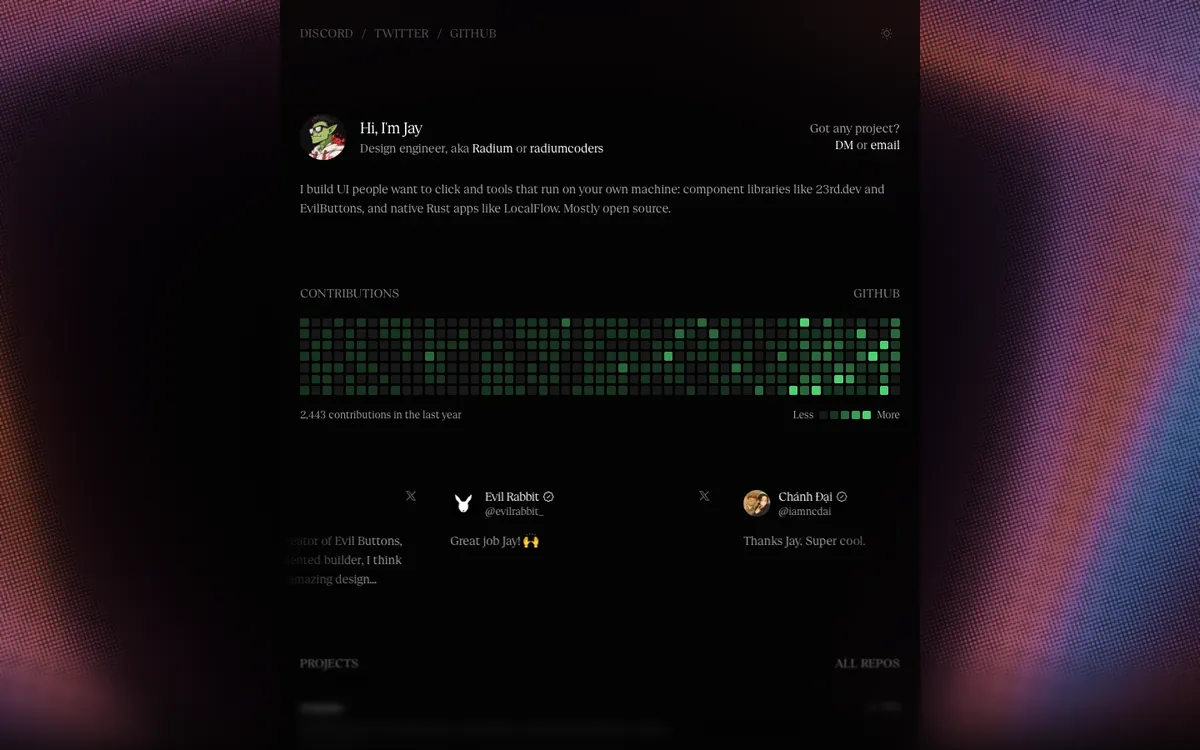 DISCORD / TWITTER / GITHUB
Hi, I'm Jay
Design engineer, aka Radium or radiumcoders
Got any project?
DM or email
I build UI people want to click and tools that run on your own machine: component libraries like 23rd.dev and
EvilButtons, and native Rust apps like LocalFlow. Mostly open source.
CONTRIBUTIONS
GITHUB
2,443 contributions in the last year
Less
More
of Evil Buttons,
builder, I think
amazing design...
Evil Rabbit
@evilrabbit_
Great job Jay! 🙌
Chánh Đại
@iamncdai
Thanks Jay. Super cool.
PROJECTS
ALL REPOS